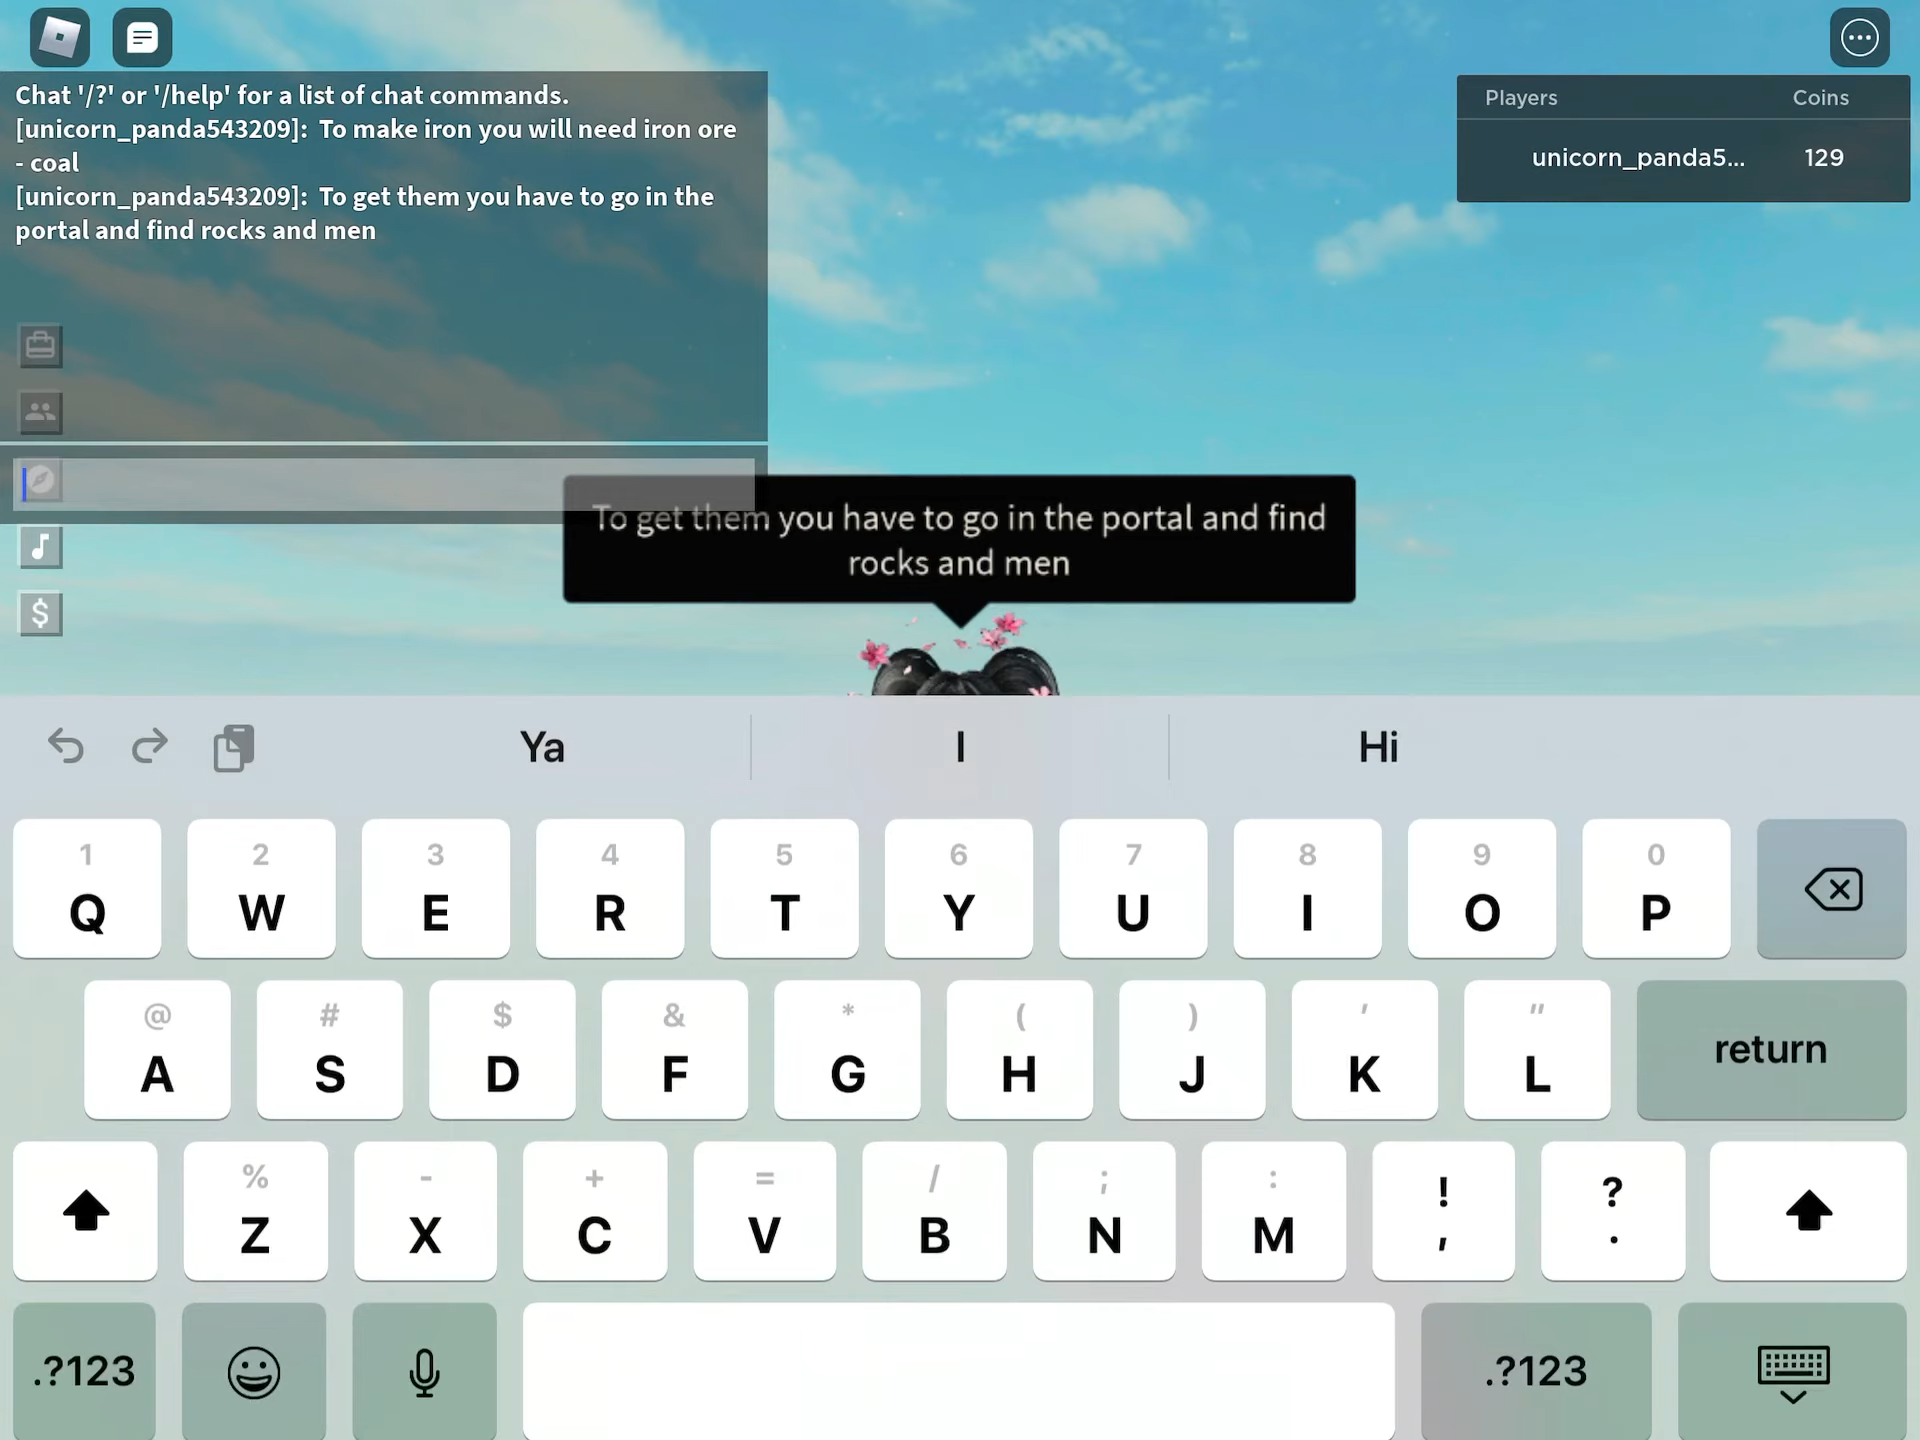 Chat '/?' or '/help' for a list of chat commands.
[unicorn_panda543209]: To make iron you will need iron ore
- coal
[unicorn_panda543209]: To get them you have to go in the
portal and find rocks and men
Players Coins
unicorn_panda5... 129
To get them you have to go in the portal and find
rocks and men
$
Ya I Hi
1 2 3 4 5 6 7 8 9 0
Q W E R T Y U I O P
@ # $ & * ( ) ' "
A S D F G H J K L return
% - + = / ; : ! ?
Z X C V B N M , .
.?123 .?123